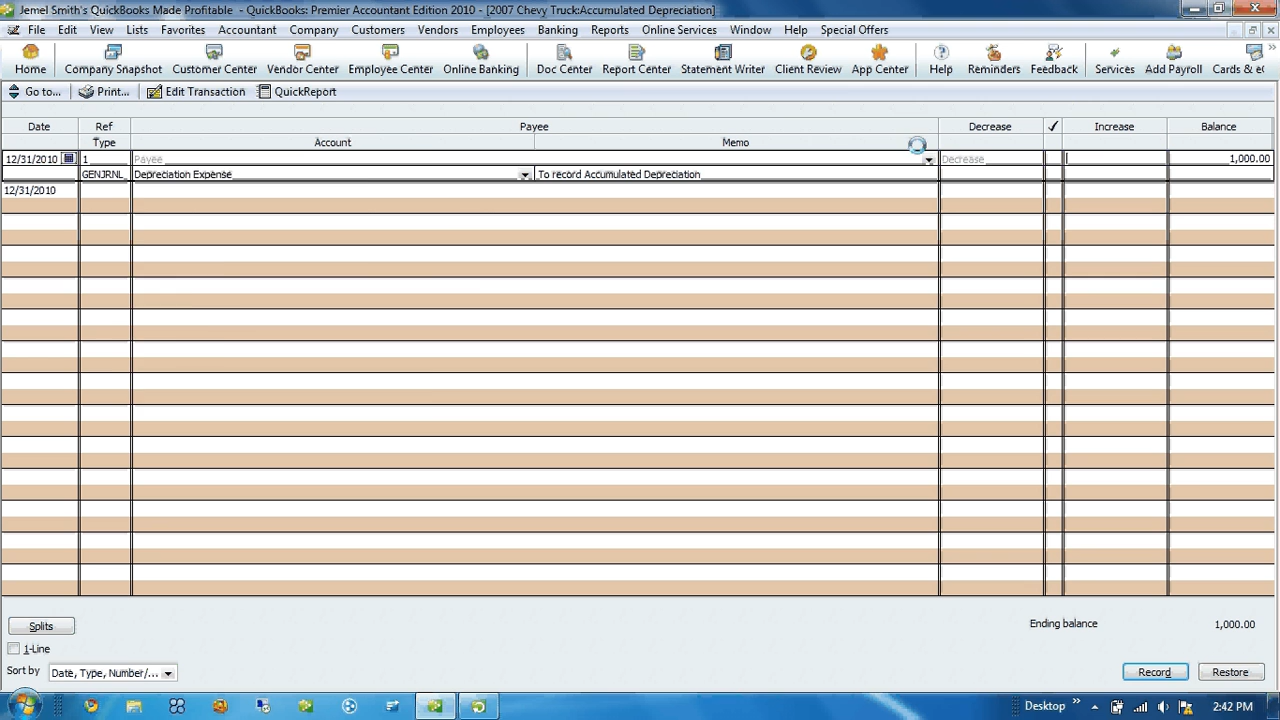 Jemel Smith's QuickBooks Made Profitable - QuickBooks: Premier Accountant Edition 2010 - [2007 Chevy Truck:Accumulated Depreciation]
File Edit View Lists Favorites Accountant Company Customers Vendors Employees Banking Reports Online Services Window Help Special Offers
Home Company Snapshot Customer Center Vendor Center Employee Center Online Banking Doc Center Report Center Statement Writer Client Review App Center Help Reminders Feedback Services Add Payroll Cards & eC
Go to... Print... Edit Transaction QuickReport
Date Ref Payee Decrease ✓ Increase Balance
Type Account Memo
12/31/2010 1 Payee Decrease 1,000.00
GENJRNL Depreciation Expense To record Accumulated Depreciation
12/31/2010
Splits Ending balance 1,000.00
1-Line
Sort by Date, Type, Number/... Record Restore
Desktop 2:42 PM